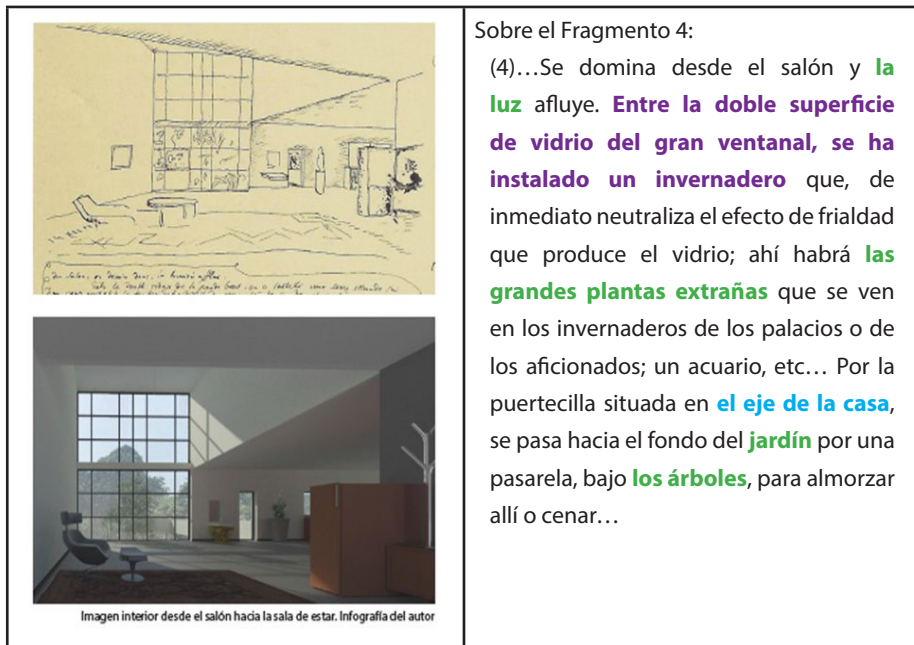 Sobre el Fragmento 4:
(4)…Se domina desde el salón y la
luz afluye. Entre la doble superficie
de vidrio del gran ventanal, se ha
instalado un invernadero que, de
inmediato neutraliza el efecto de frialdad
que produce el vidrio; ahí habrá las
grandes plantas extrañas que se ven
en los invernaderos de los palacios o de
los aficionados; un acuario, etc… Por la
puertecilla situada en el eje de la casa,
se pasa hacia el fondo del jardín por una
pasarela, bajo los árboles, para almorzar
allí o cenar…
Imagen interior desde el salón hacia la sala de estar. Infografía del autor